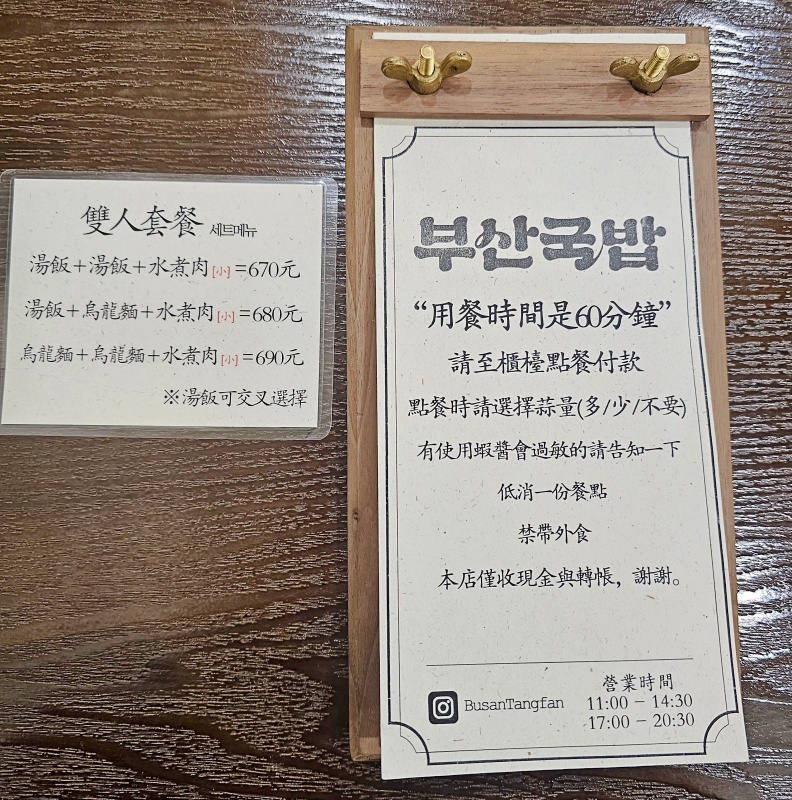 雙人套餐 세트메뉴
湯飯+湯飯+水煮肉[小]=670元
湯飯+烏龍麵+水煮肉[小]=680元
烏龍麵+烏龍麵+水煮肉[小]=690元
※湯飯可交叉選擇
부산국밥
“用餐時間是60分鐘”
請至櫃檯點餐付款
點餐時請選擇蒜量(多/少/不要)
有使用蝦醬會過敏的請告知一下
低消一份餐點
禁帶外食
本店僅收現金與轉帳，謝謝。
BusanTangfan
營業時間
11:00 - 14:30
17:00 - 20:30